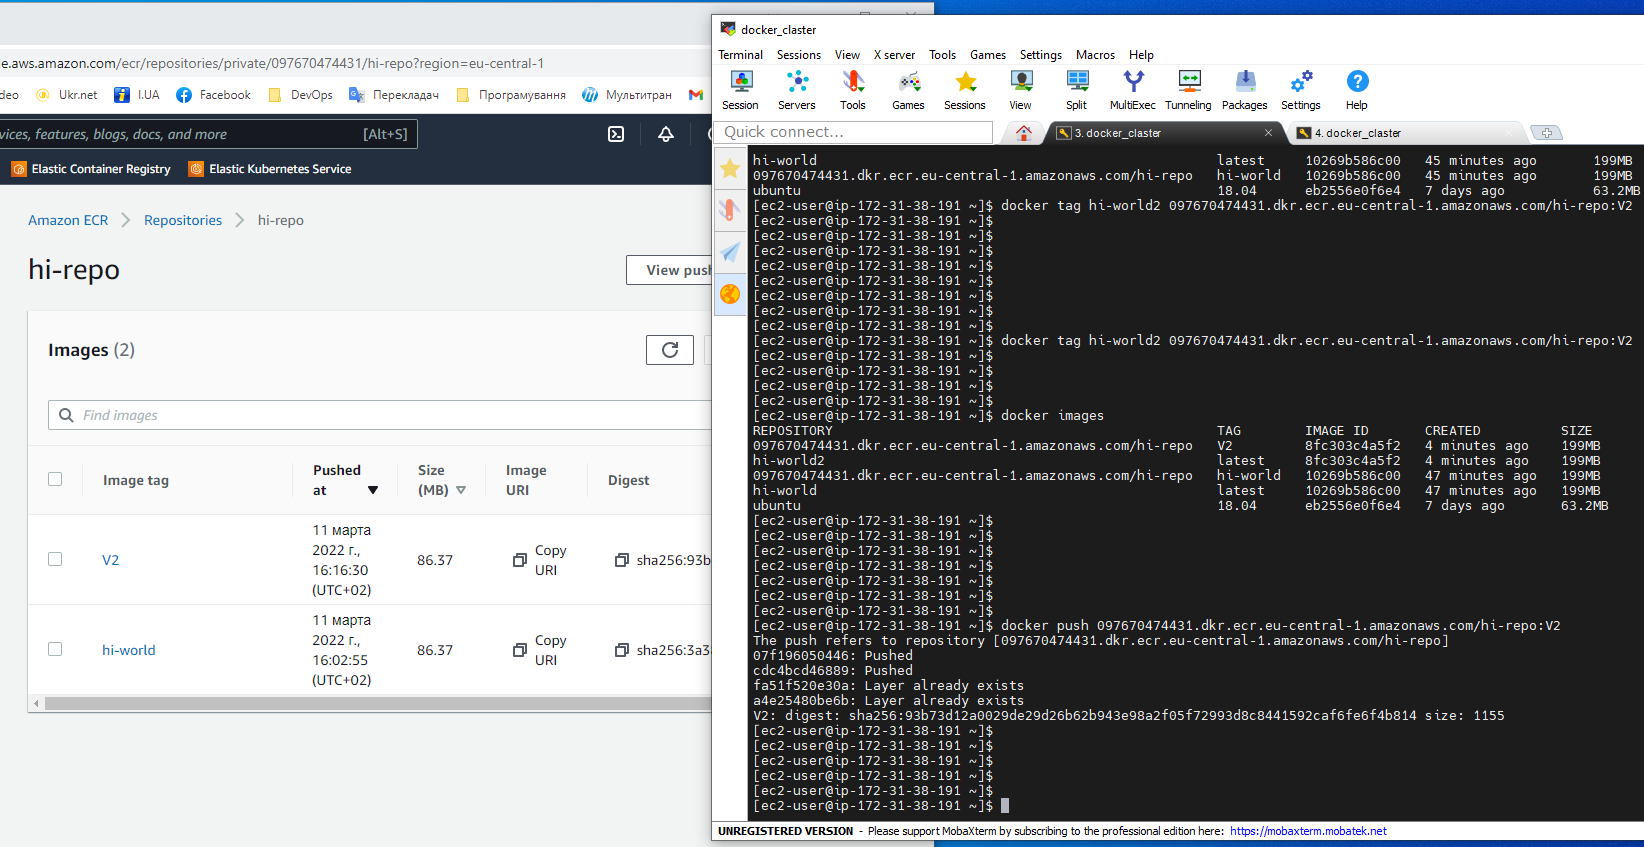 e.aws.amazon.com/ecr/repositories/private/097670474431/hi-repo?region=eu-central-1
deo Ukr.net I.UA Facebook DevOps Перекладач Програмування Мультитран
vices, features, blogs, docs, and more [Alt+S]
Elastic Container Registry Elastic Kubernetes Service
Amazon ECR Repositories hi-repo
hi-repo
View push
Images (2)
Find images
Image tag Pushed at Size (MB) Image URI Digest
V2 11 марта 2022 г., 16:16:30 (UTC+02) 86.37 Copy URI sha256:93b
hi-world 11 марта 2022 г., 16:02:55 (UTC+02) 86.37 Copy URI sha256:3a3
docker_claster
Terminal Sessions View X server Tools Games Settings Macros Help
Session Servers Tools Games Sessions View Split MultiExec Tunneling Packages Settings Help
Quick connect... 3. docker_claster 4. docker_claster
hi-world latest 10269b586c00 45 minutes ago 199MB
097670474431.dkr.ecr.eu-central-1.amazonaws.com/hi-repo hi-world 10269b586c00 45 minutes ago 199MB
ubuntu 18.04 eb2556e0f6e4 7 days ago 63.2MB
[ec2-user@ip-172-31-38-191 ~]$ docker tag hi-world2 097670474431.dkr.ecr.eu-central-1.amazonaws.com/hi-repo:V2
[ec2-user@ip-172-31-38-191 ~]$
[ec2-user@ip-172-31-38-191 ~]$
[ec2-user@ip-172-31-38-191 ~]$
[ec2-user@ip-172-31-38-191 ~]$
[ec2-user@ip-172-31-38-191 ~]$
[ec2-user@ip-172-31-38-191 ~]$
[ec2-user@ip-172-31-38-191 ~]$
[ec2-user@ip-172-31-38-191 ~]$
[ec2-user@ip-172-31-38-191 ~]$ docker tag hi-world2 097670474431.dkr.ecr.eu-central-1.amazonaws.com/hi-repo:V2
[ec2-user@ip-172-31-38-191 ~]$
[ec2-user@ip-172-31-38-191 ~]$
[ec2-user@ip-172-31-38-191 ~]$
[ec2-user@ip-172-31-38-191 ~]$
[ec2-user@ip-172-31-38-191 ~]$ docker images
REPOSITORY TAG IMAGE ID CREATED SIZE
097670474431.dkr.ecr.eu-central-1.amazonaws.com/hi-repo V2 8fc303c4a5f2 4 minutes ago 199MB
hi-world2 latest 8fc303c4a5f2 4 minutes ago 199MB
097670474431.dkr.ecr.eu-central-1.amazonaws.com/hi-repo hi-world 10269b586c00 47 minutes ago 199MB
hi-world latest 10269b586c00 47 minutes ago 199MB
ubuntu 18.04 eb2556e0f6e4 7 days ago 63.2MB
[ec2-user@ip-172-31-38-191 ~]$
[ec2-user@ip-172-31-38-191 ~]$
[ec2-user@ip-172-31-38-191 ~]$
[ec2-user@ip-172-31-38-191 ~]$
[ec2-user@ip-172-31-38-191 ~]$
[ec2-user@ip-172-31-38-191 ~]$
[ec2-user@ip-172-31-38-191 ~]$
[ec2-user@ip-172-31-38-191 ~]$ docker push 097670474431.dkr.ecr.eu-central-1.amazonaws.com/hi-repo:V2
The push refers to repository [097670474431.dkr.ecr.eu-central-1.amazonaws.com/hi-repo]
07f196050446: Pushed
cdc4bcd46889: Pushed
fa51f520e30a: Layer already exists
a4e25480be6b: Layer already exists
V2: digest: sha256:93b73d12a0029de29d26b62b943e98a2f05f72993d8c8441592caf6fe6f4b814 size: 1155
[ec2-user@ip-172-31-38-191 ~]$
[ec2-user@ip-172-31-38-191 ~]$
[ec2-user@ip-172-31-38-191 ~]$
[ec2-user@ip-172-31-38-191 ~]$
[ec2-user@ip-172-31-38-191 ~]$
[ec2-user@ip-172-31-38-191 ~]$
UNREGISTERED VERSION - Please support MobaXterm by subscribing to the professional edition here: https://mobaxterm.mobatek.net